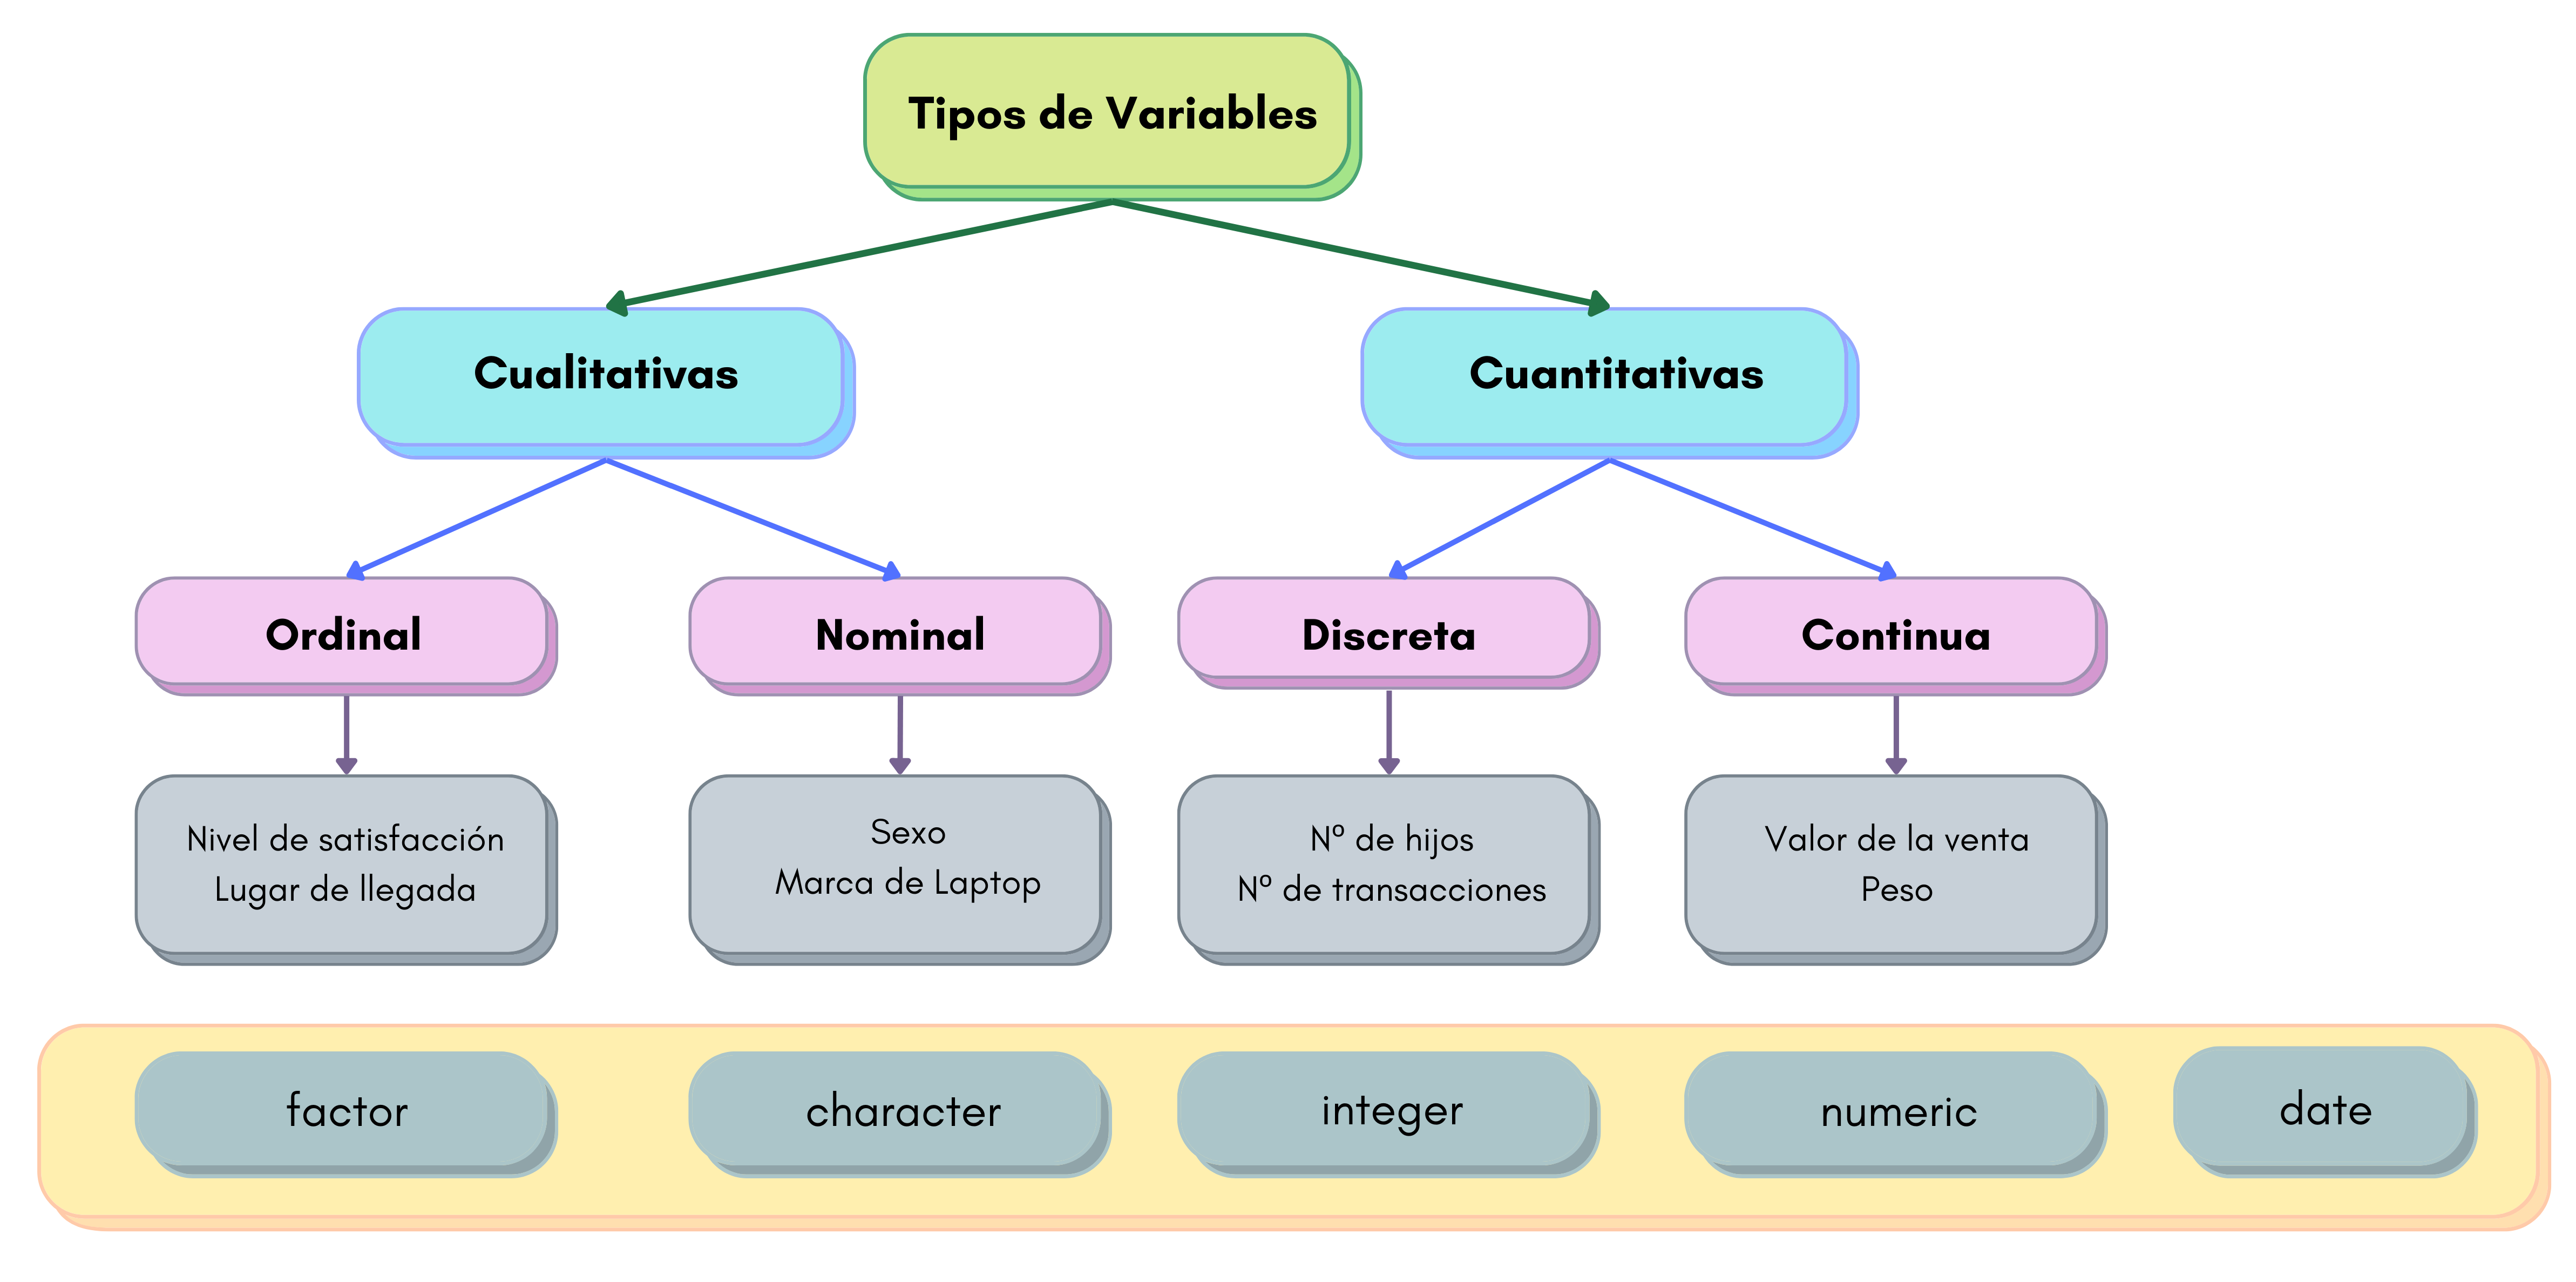 Tipos de Variables
Cualitativas
Cuantitativas
Ordinal
Nominal
Discreta
Continua
Nivel de satisfacción
Lugar de llegada
Sexo
Marca de Laptop
Nº de hijos
Nº de transacciones
Valor de la venta
Peso
factor
character
integer
numeric
date